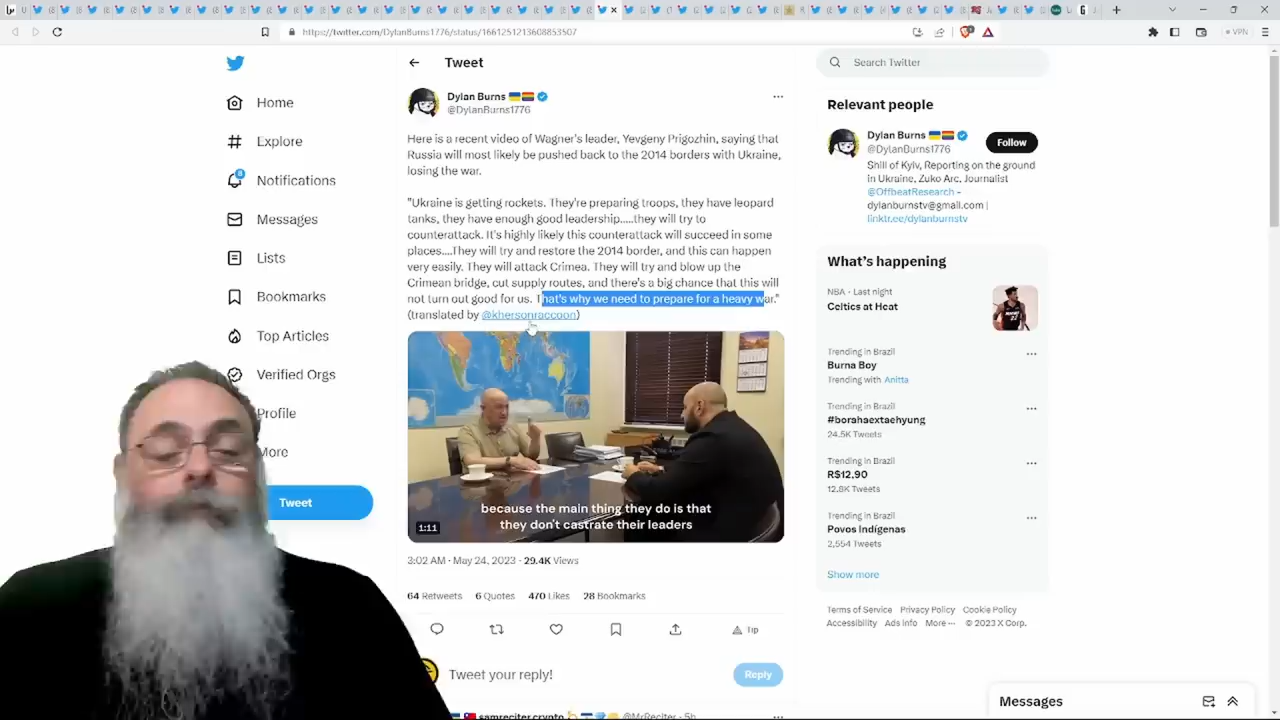 https://twitter.com/DylanBurns1776/status/1661251213608853507
VPN
Home
Explore
8
Notifications
Messages
Lists
Bookmarks
Top Articles
Verified Orgs
Profile
More
Tweet
Tweet
Dylan Burns
@DylanBurns1776
Here is a recent video of Wagner's leader, Yevgeny Prigozhin, saying that
Russia will most likely be pushed back to the 2014 borders with Ukraine,
losing the war.
"Ukraine is getting rockets. They're preparing troops, they have leopard
tanks, they have enough good leadership.....they will try to
counterattack. It's highly likely this counterattack will succeed in some
places....They will try and restore the 2014 border, and this can happen
very easily. They will attack Crimea. They will try and blow up the
Crimean bridge, cut supply routes, and there's a big chance that this will
not turn out good for us. That's why we need to prepare for a heavy war."
(translated by @khersonraccoon)
because the main thing they do is that
they don't castrate their leaders
1:11
3:02 AM · May 24, 2023 · 29.4K Views
64 Retweets 6 Quotes 470 Likes 28 Bookmarks
Tip
Tweet your reply!
Reply
samreciter crypto @MrReciter · 5h
Search Twitter
Relevant people
Dylan Burns
@DylanBurns1776
Follow
Shill of Kyiv, Reporting on the ground
in Ukraine, Zuko Arc, Journalist
@OffbeatResearch -
dylanburnstv@gmail.com |
linktr.ee/dylanburnstv
What's happening
NBA · Last night
Celtics at Heat
Trending in Brazil
Burna Boy
Trending with Anitta
Trending in Brazil
#borahaextaehyung
24.5K Tweets
Trending in Brazil
R$12,90
12.8K Tweets
Trending in Brazil
Povos Indígenas
2,554 Tweets
Show more
Terms of Service Privacy Policy Cookie Policy
Accessibility Ads info More ··· © 2023 X Corp.
Messages